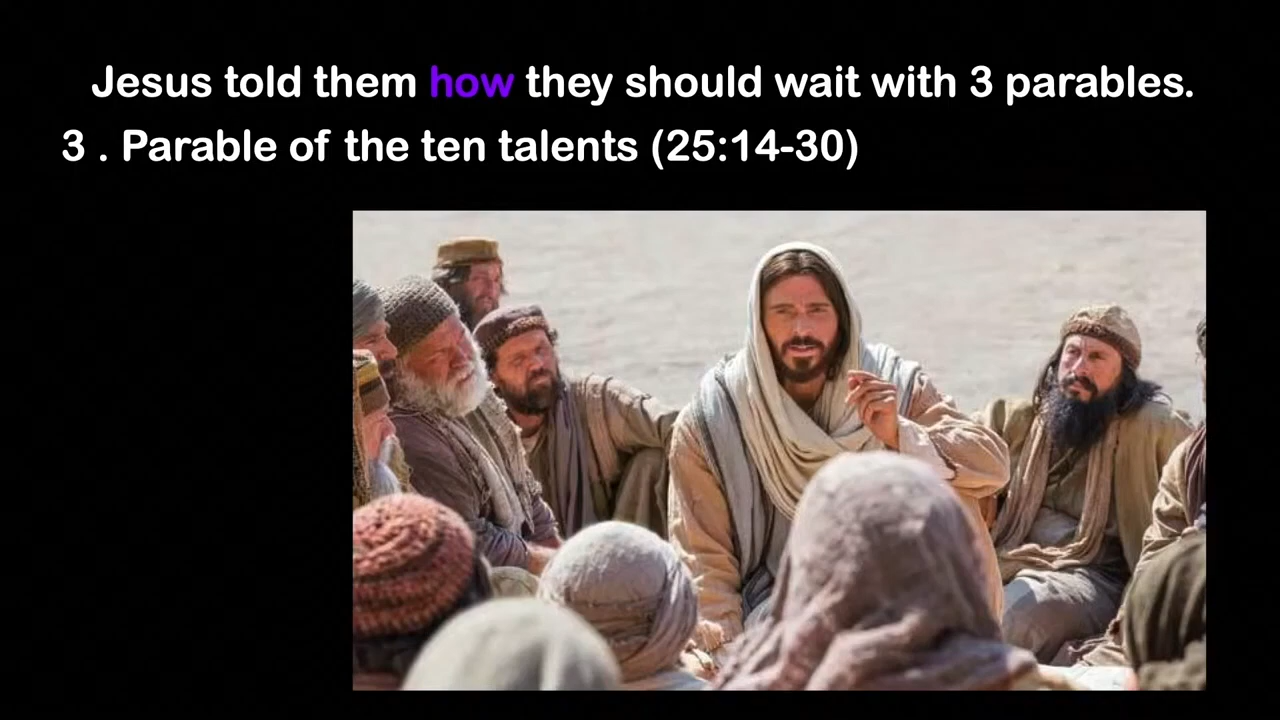 Jesus told them how they should wait with 3 parables.
3 . Parable of the ten talents (25:14-30)